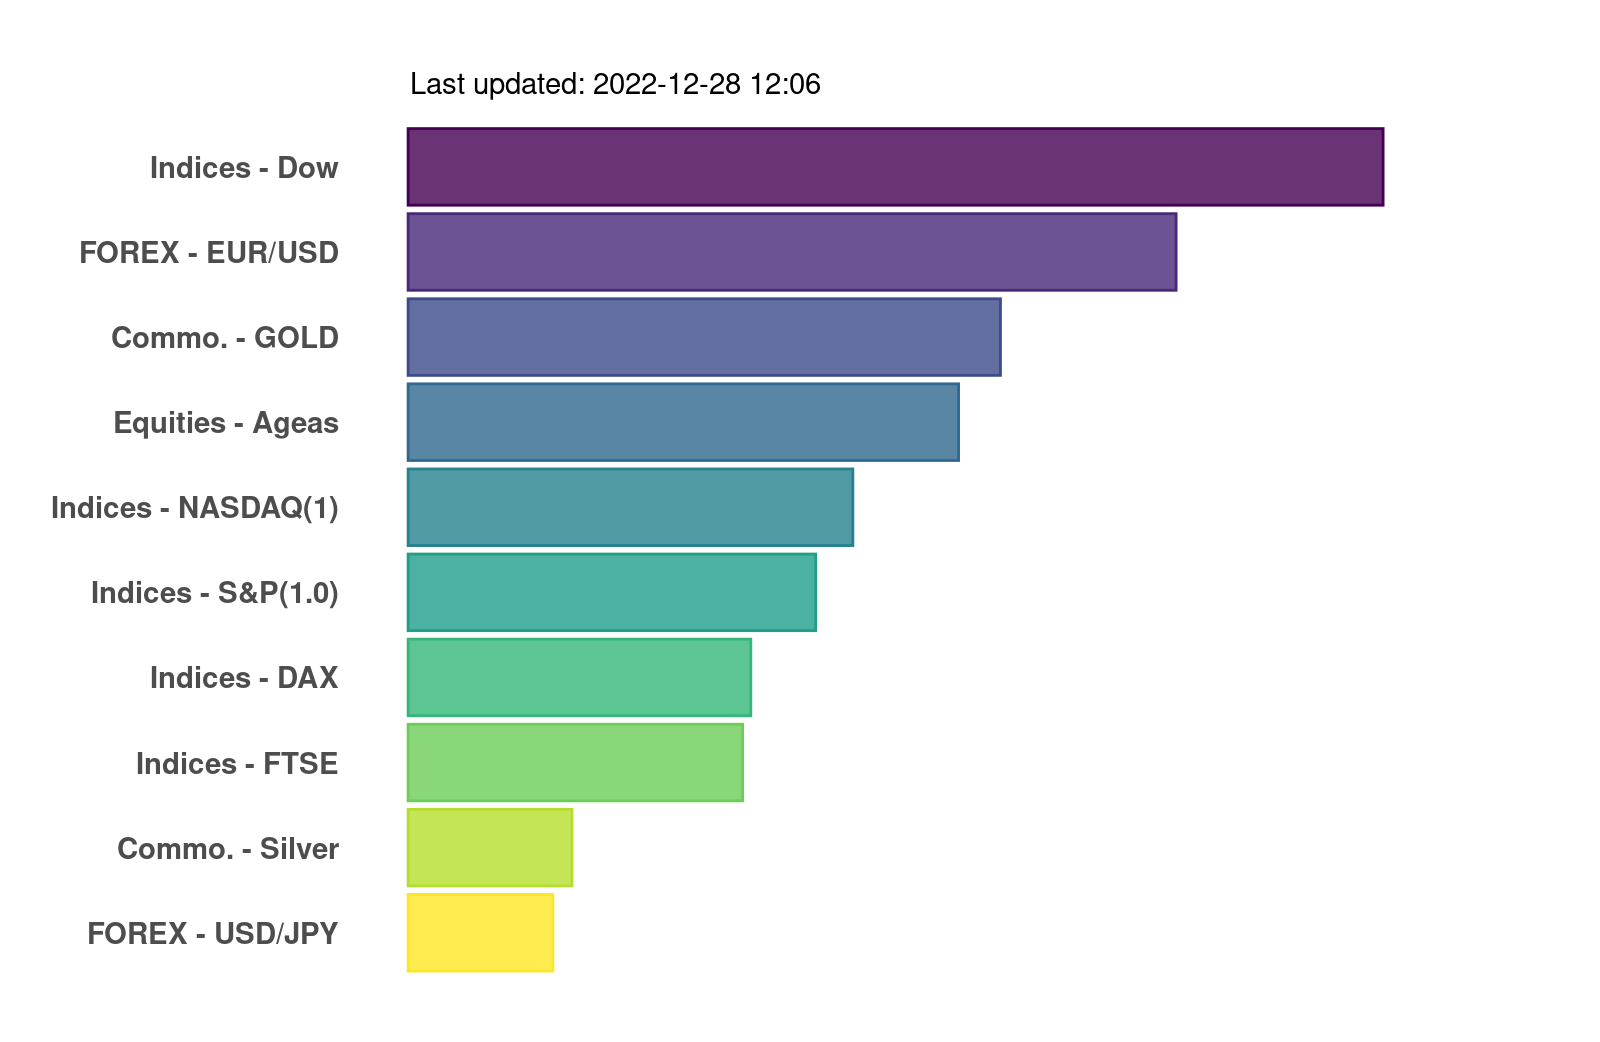 Last updated: 2022-12-28 12:06
Indices - Dow
FOREX - EUR/USD
Commo. - GOLD
Equities - Ageas
Indices - NASDAQ(1)
Indices - S&P(1.0)
Indices - DAX
Indices - FTSE
Commo. - Silver
FOREX - USD/JPY